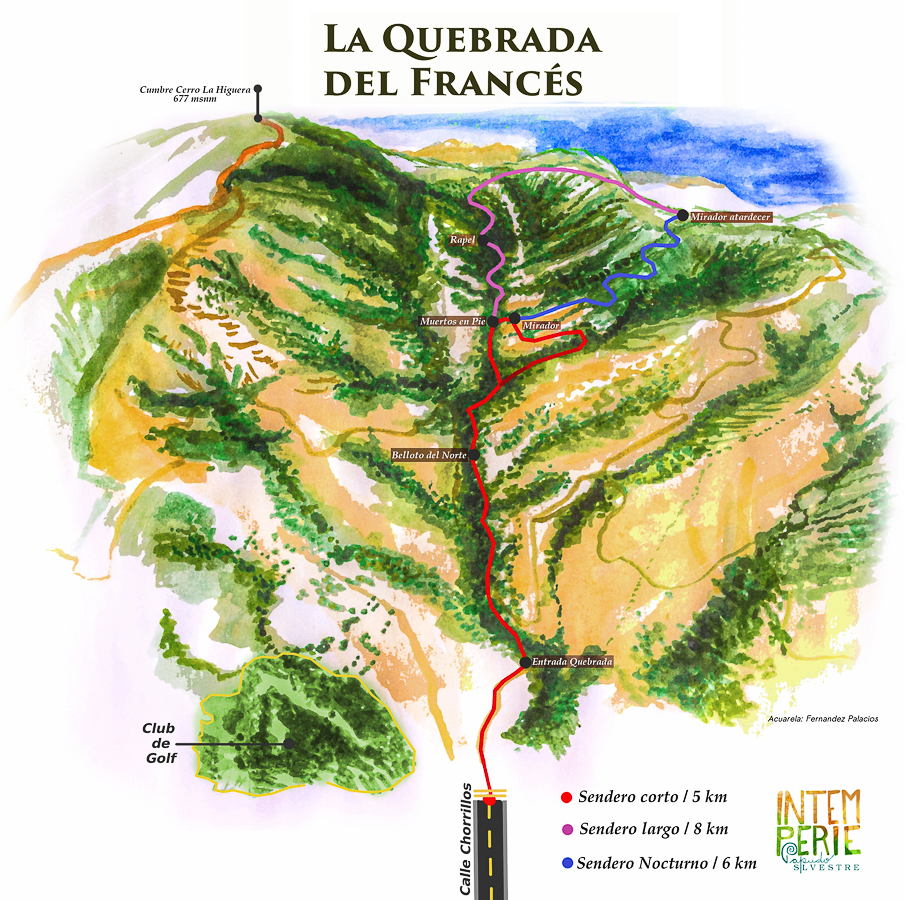 LA QUEBRADA
DEL FRANCÉS
Cumbre Cerro La Higuera
677 msnm
Mirador atardecer
Rapel
Muertos en Pie
Mirador
Belloto del Norte
Entrada Quebrada
Acuarela: Fernandez Palacios
Club
de
Golf
Calle Chorrillos
Sendero corto / 5 km
Sendero largo / 8 km
Sendero Nocturno / 6 km
INTEM
PERIE
Papudo
SILVESTRE